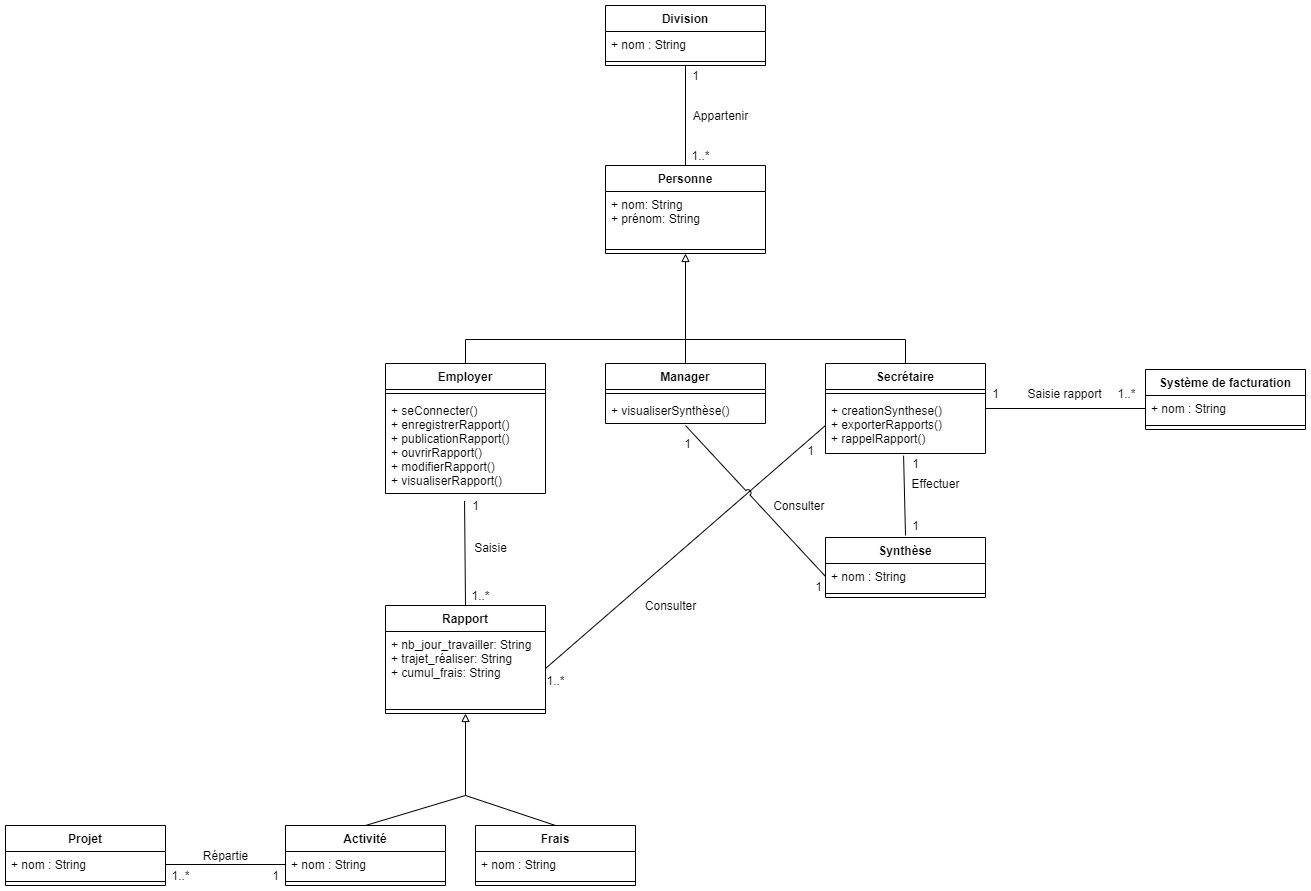 Division
+ nom : String
1
Appartenir
1..*
Personne
+ nom: String
+ prénom: String
Employer
+ seConnecter()
+ enregistrerRapport()
+ publicationRapport()
+ ouvrirRapport()
+ modifierRapport()
+ visualiserRapport()
Manager
+ visualiserSynthèse()
Secrétaire
+ creationSynthese()
+ exporterRapports()
+ rappelRapport()
1 Saisie rapport 1..*
Système de facturation
+ nom : String
1
1
1
Effectuer
1
Consulter
1
Synthèse
+ nom : String
1
Saisie
1..*
Consulter
1..*
Rapport
+ nb_jour_travailler: String
+ trajet_réaliser: String
+ cumul_frais: String
Projet
+ nom : String
Répartie
1..* 1
Activité
+ nom : String
Frais
+ nom : String